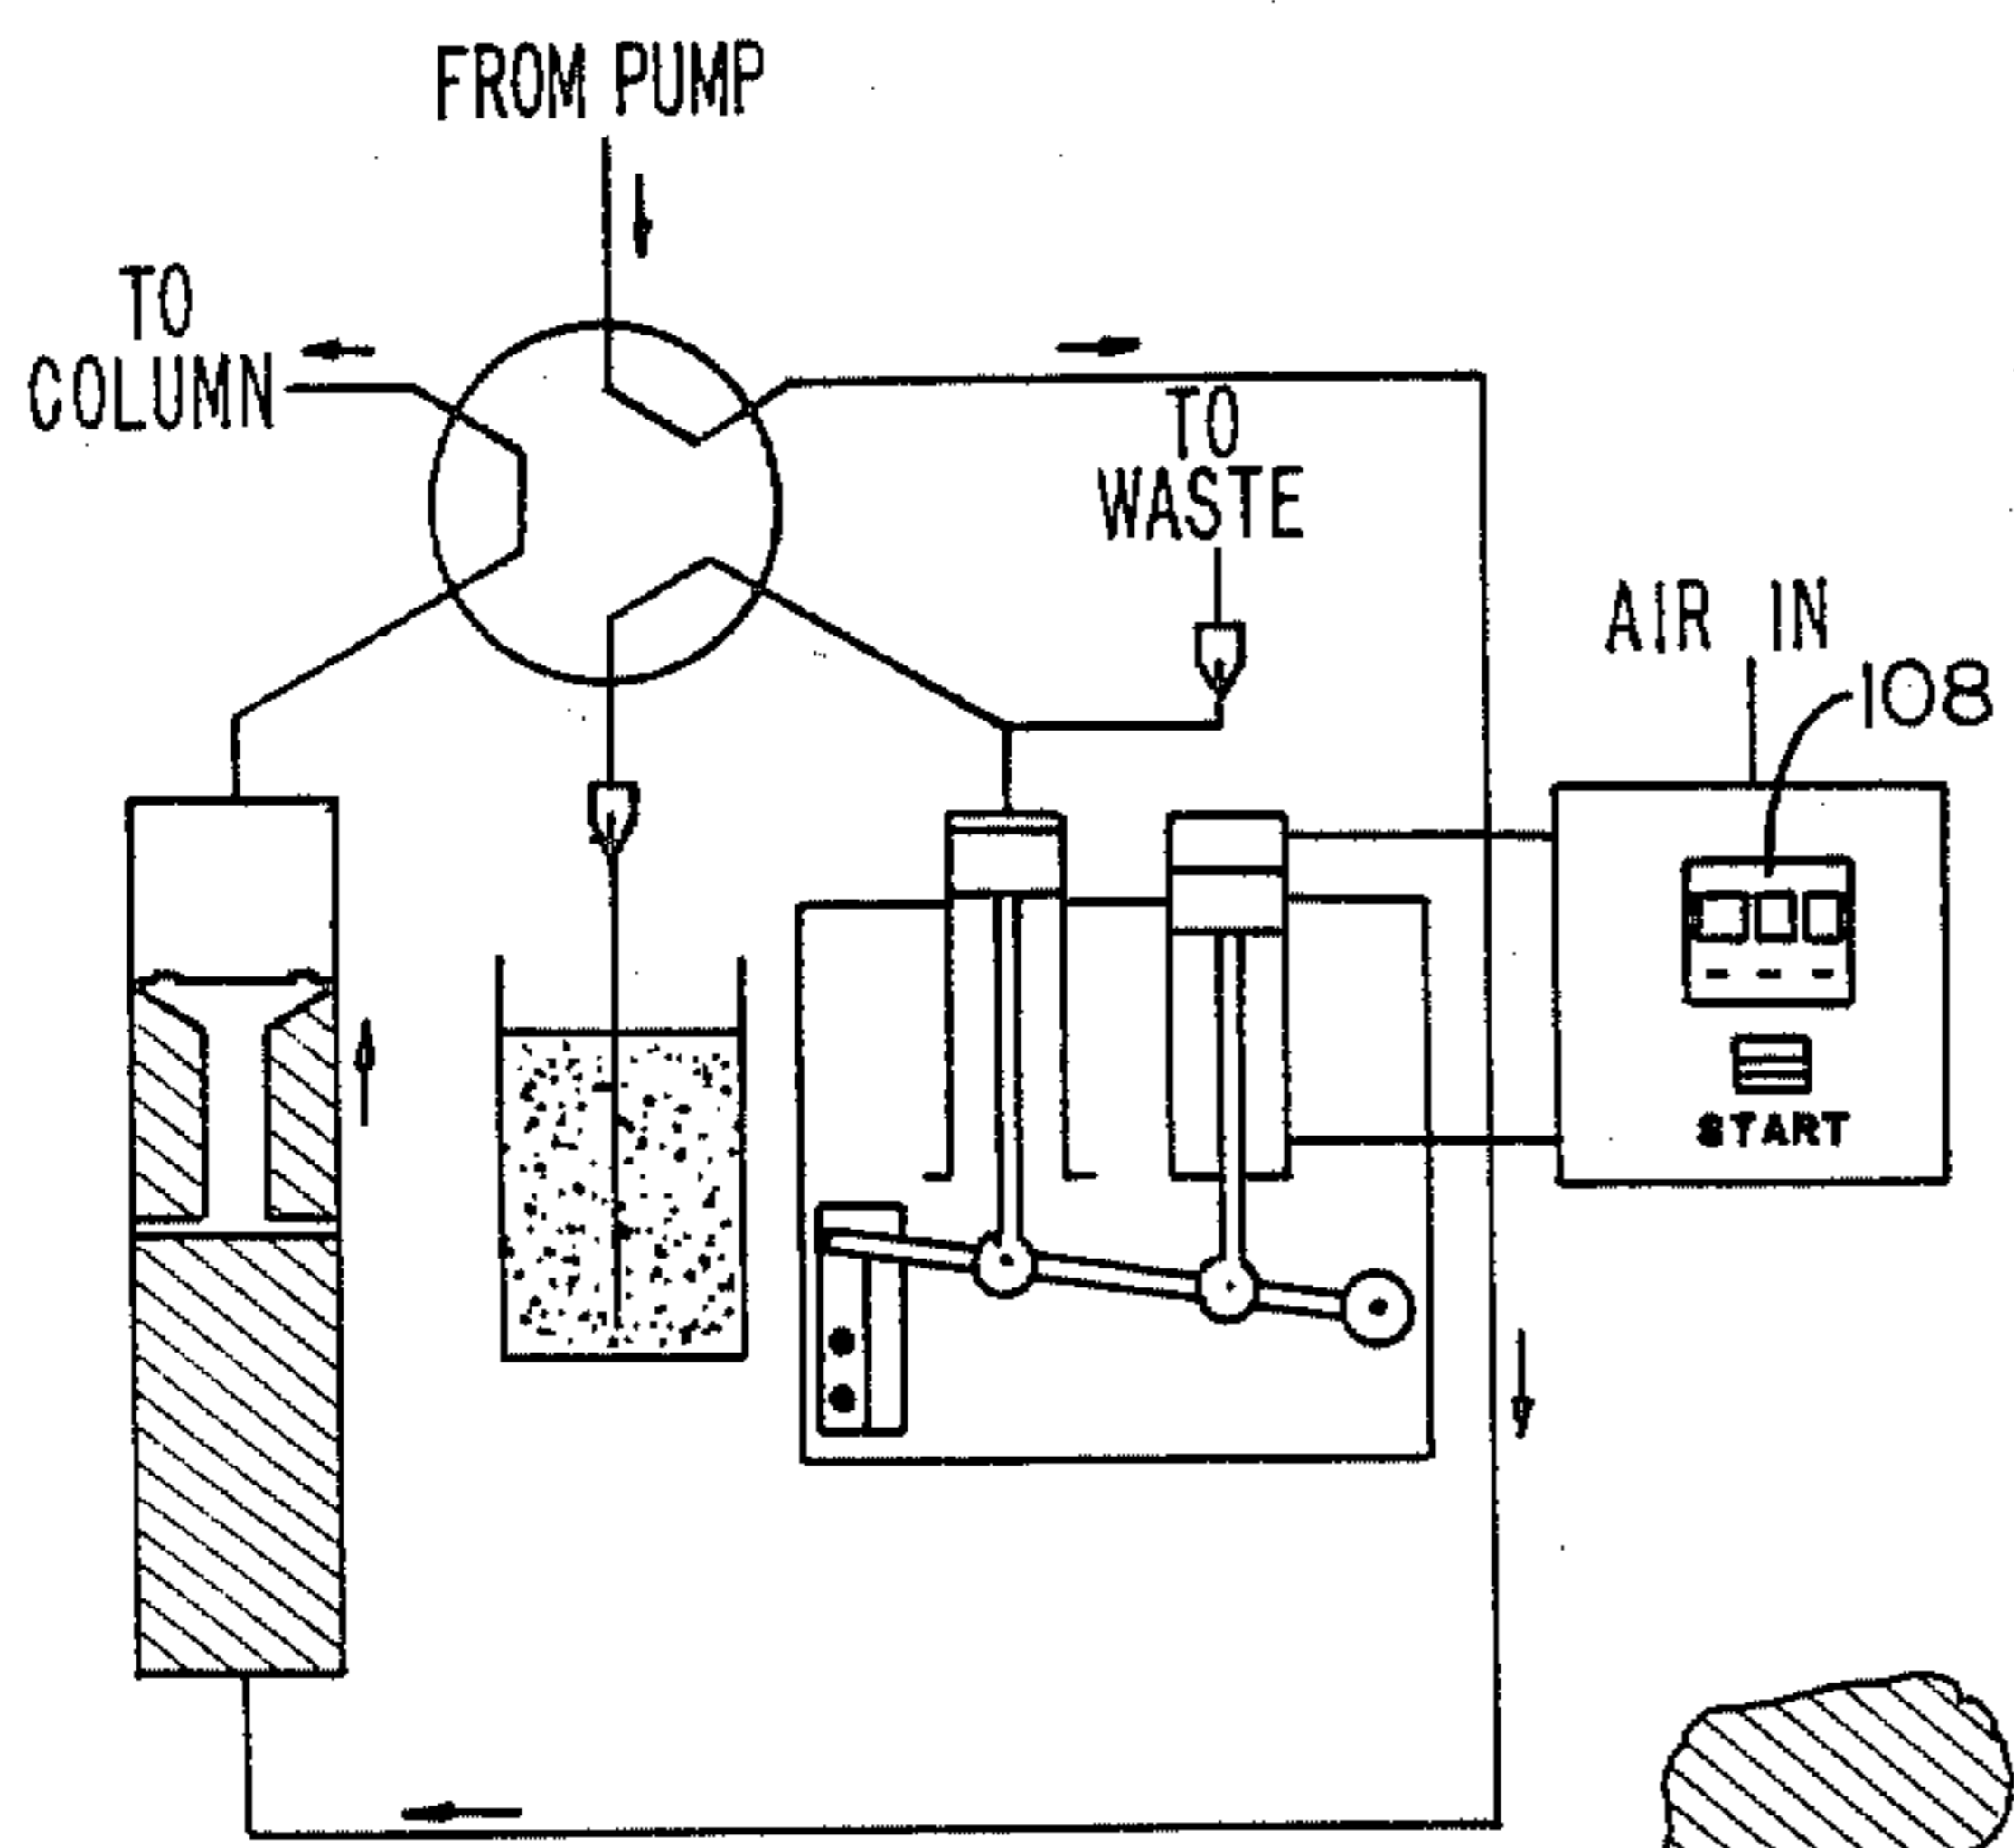 FROM PUMP
TO
COLUMN
TO
WASTE
AIR IN
108
START